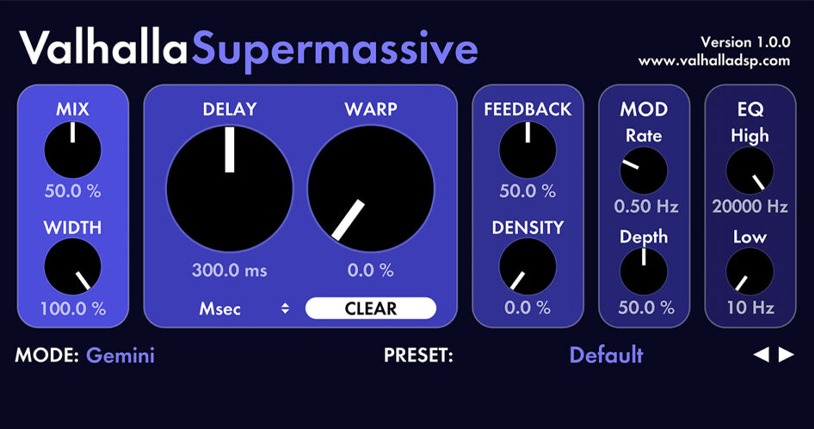 ValhallaSupermassive
Version 1.0.0
www.valhalladsp.com
MIX
50.0 %
WIDTH
100.0 %
DELAY
300.0 ms
Msec
WARP
0.0 %
CLEAR
FEEDBACK
50.0 %
DENSITY
0.0 %
MOD
Rate
0.50 Hz
Depth
50.0 %
EQ
High
20000 Hz
Low
10 Hz
MODE: Gemini
PRESET: Default